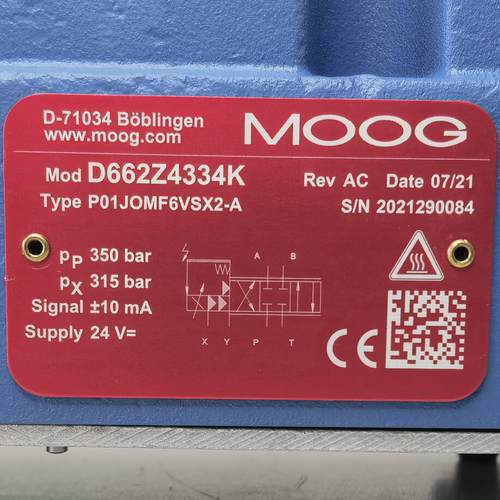 D-71034 Böblingen
www.moog.com
MOOG
Mod D662Z4334K
Rev AC Date 07/21
Type P01JOMF6VSX2-A
S/N 2021290084
pP 350 bar
pX 315 bar
Signal ±10 mA
Supply 24 V=
A B
X Y P T
CE